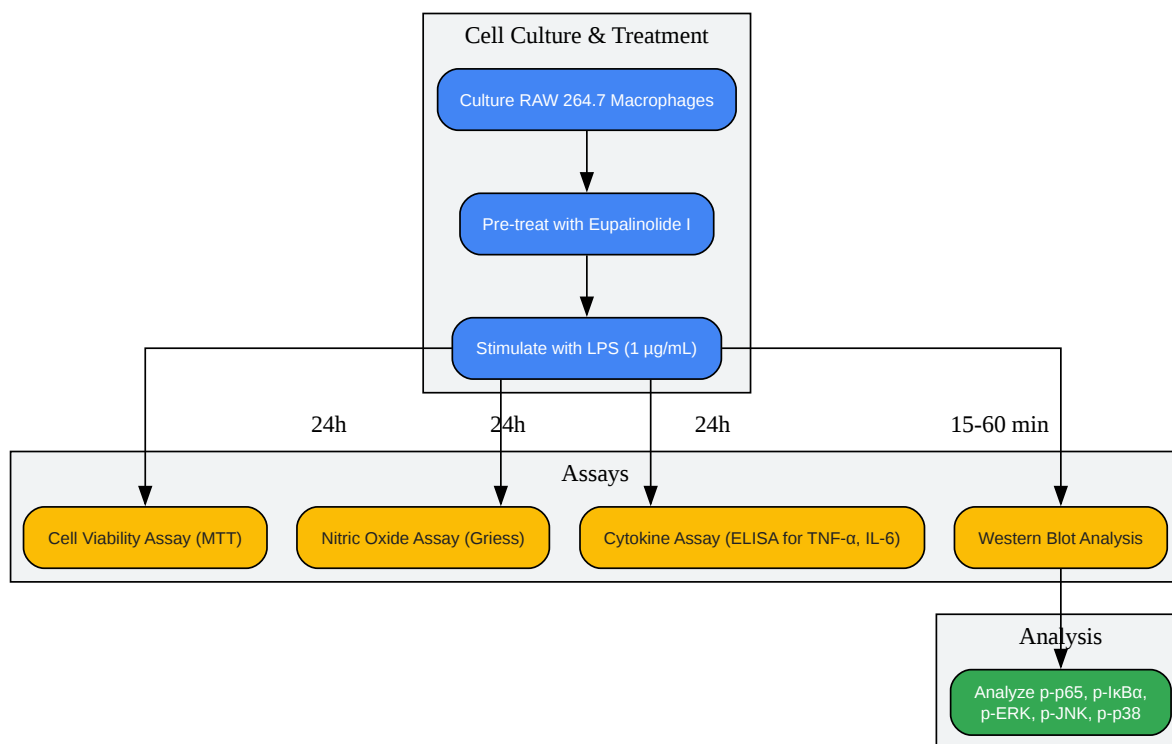 Cell Culture & Treatment
Culture RAW 264.7 Macrophages
Pre-treat with Eupalinolide I
Stimulate with LPS (1 µg/mL)
24h
24h
24h
15-60 min
Assays
Cell Viability Assay (MTT)
Nitric Oxide Assay (Griess)
Cytokine Assay (ELISA for TNF-α, IL-6)
Western Blot Analysis
Analysis
Analyze p-p65, p-IκBα,
p-ERK, p-JNK, p-p38